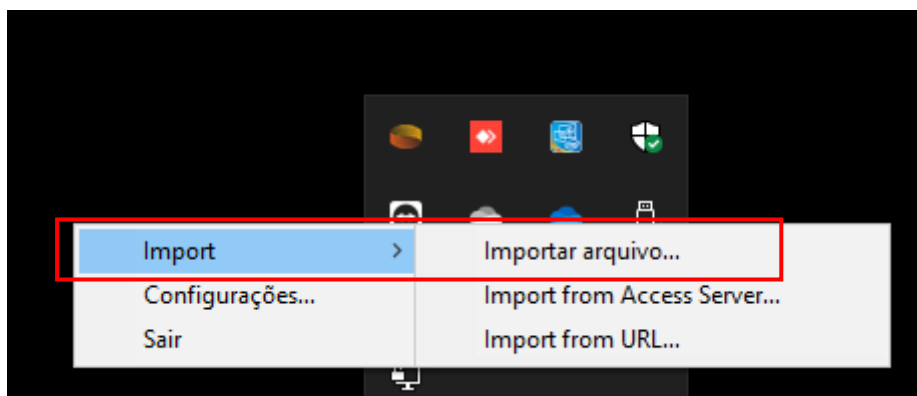 Import
Importar arquivo...
Configurações...
Import from Access Server...
Sair
Import from URL...